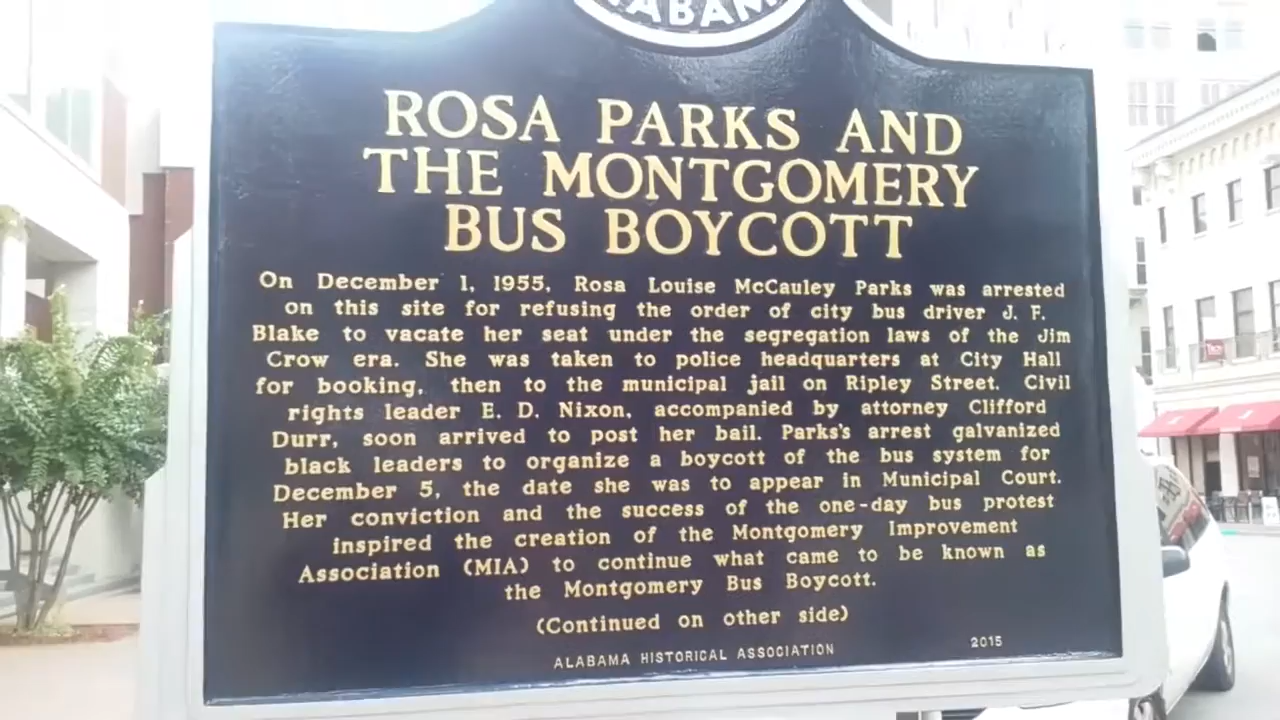 ROSA PARKS AND
THE MONTGOMERY
BUS BOYCOTT
On December 1, 1955, Rosa Louise McCauley Parks was arrested
on this site for refusing the order of city bus driver J. F.
Blake to vacate her seat under the segregation laws of the Jim
Crow era. She was taken to police headquarters at City Hall
for booking, then to the municipal jail on Ripley Street. Civil
rights leader E. D. Nixon, accompanied by attorney Clifford
Durr, soon arrived to post her bail. Parks's arrest galvanized
black leaders to organize a boycott of the bus system for
December 5, the date she was to appear in Municipal Court.
Her conviction and the success of the one-day bus protest
inspired the creation of the Montgomery Improvement
Association (MIA) to continue what came to be known as
the Montgomery Bus Boycott.
(Continued on other side)
ALABAMA HISTORICAL ASSOCIATION 2015